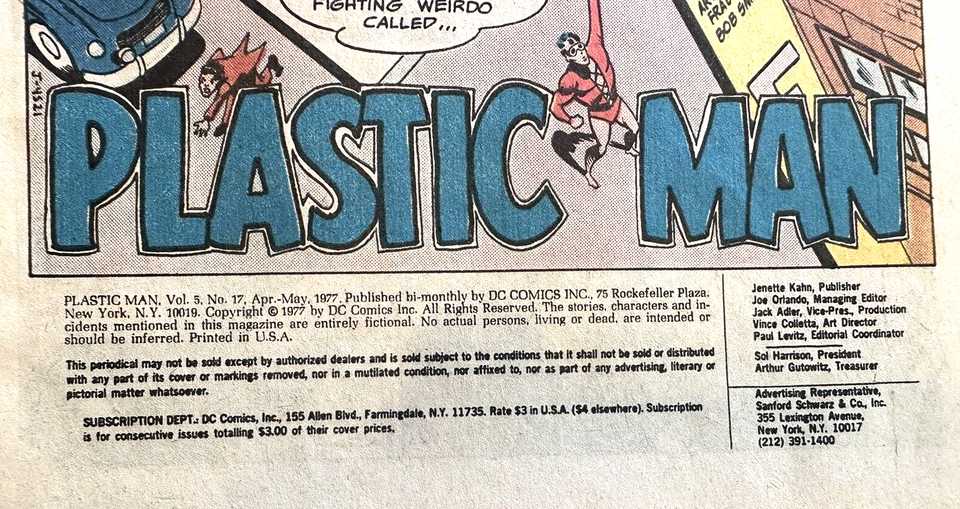 FIGHTING WEIRDO
CALLED...
BOB SM
J-4521
PLASTIC MAN
PLASTIC MAN, Vol. 5, No. 17, Apr.-May, 1977. Published bi-monthly by DC COMICS INC., 75 Rockefeller Plaza,
New York, N.Y. 10019. Copyright © 1977 by DC Comics Inc. All Rights Reserved. The stories, characters and in-
cidents mentioned in this magazine are entirely fictional. No actual persons, living or dead, are intended or
should be inferred. Printed in U.S.A.
This periodical may not be sold except by authorized dealers and is sold subject to the conditions that it shall not be sold or distributed
with any part of its cover or markings removed, nor in a mutilated condition, nor affixed to, nor as part of any advertising, literary or
pictorial matter whatsoever.
SUBSCRIPTION DEPT.: DC Comics, Inc., 155 Allen Blvd., Farmingdale, N.Y. 11735. Rate $3 in U.S.A. ($4 elsewhere). Subscription
is for consecutive issues totalling $3.00 of their cover prices.
Jenette Kahn, Publisher
Joe Orlando, Managing Editor
Jack Adler, Vice-Pres., Production
Vince Colletta, Art Director
Paul Levitz, Editorial Coordinator
Sol Harrison, President
Arthur Gutowitz, Treasurer
Advertising Representative,
Sanford Schwarz & Co., Inc.
355 Lexington Avenue,
New York, N.Y. 10017
(212) 391-1400